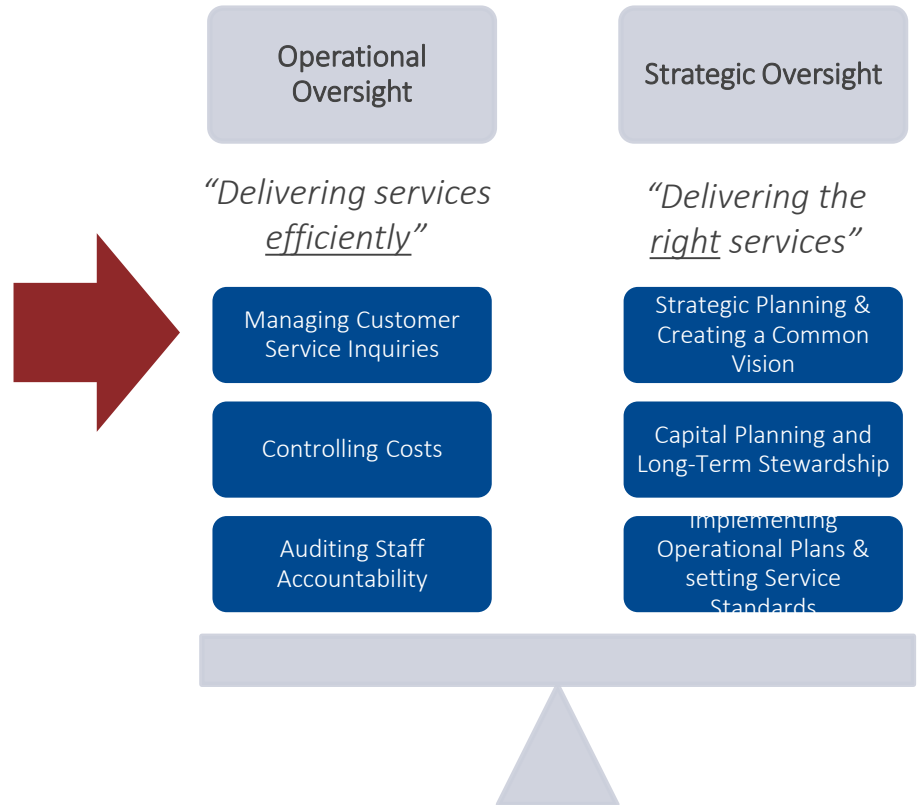 Operational
Oversight
“Delivering services
efficiently”
Managing Customer
Service Inquiries
Controlling Costs
Auditing Staff
Accountability
Strategic Oversight
“Delivering the
right services”
Strategic Planning &
Creating a Common
Vision
Capital Planning and
Long-Term Stewardship
Implementing
Operational Plans &
setting Service
Standards